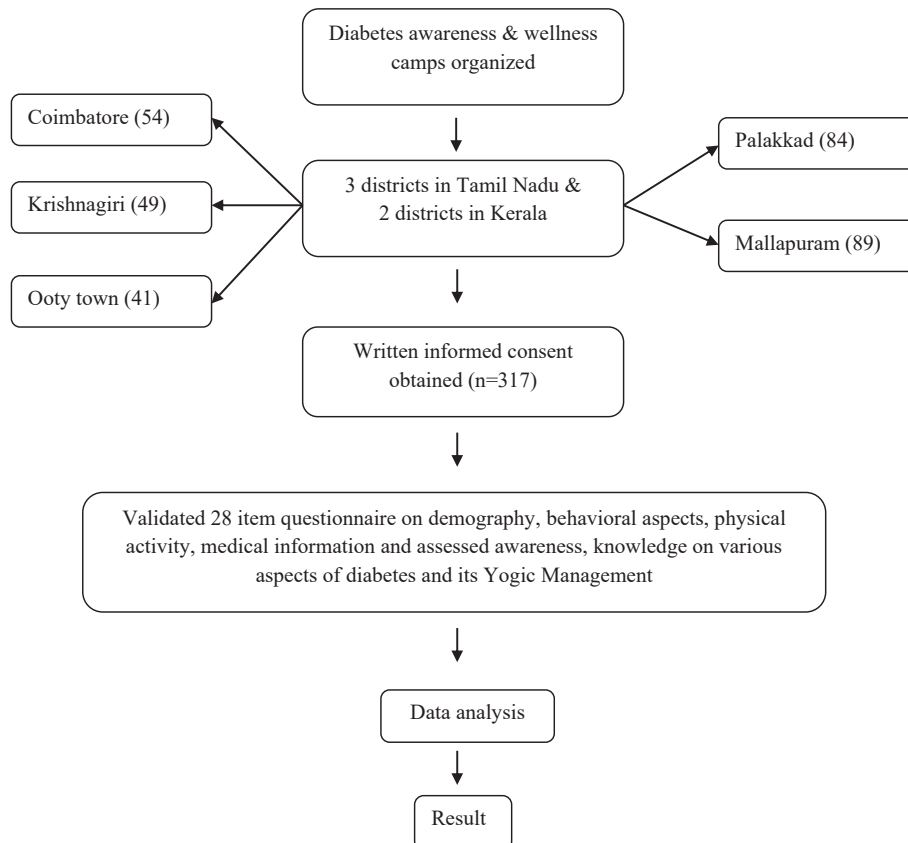 Diabetes awareness & wellness
camps organized
Coimbatore (54)
Krishnagiri (49)
Ooty town (41)
3 districts in Tamil Nadu &
2 districts in Kerala
Palakkad (84)
Mallapuram (89)
Written informed consent
obtained (n=317)
Validated 28 item questionnaire on demography, behavioral aspects, physical
activity, medical information and assessed awareness, knowledge on various
aspects of diabetes and its Yogic Management
Data analysis
Result